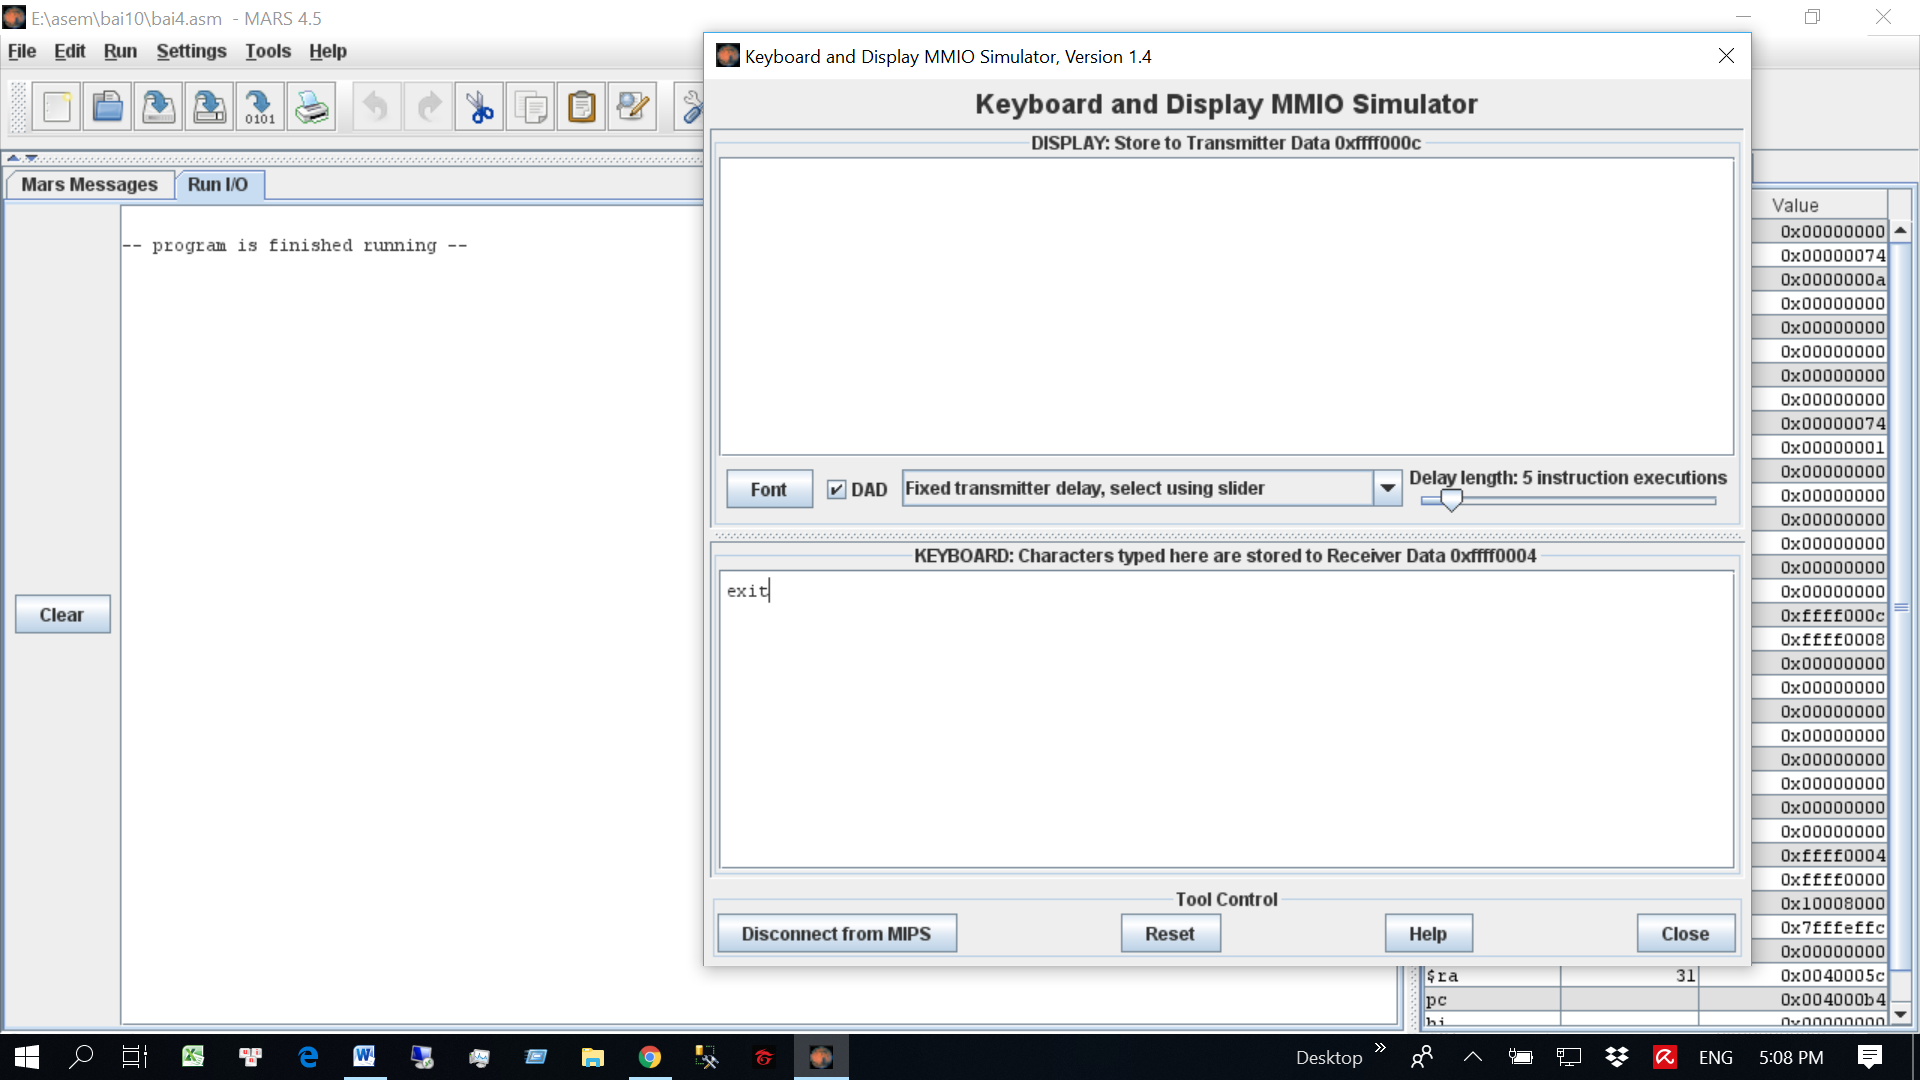 E:\asem\bai10\bai4.asm - MARS 4.5
File Edit Run Settings Tools Help
0101
Mars Messages Run I/O
-- program is finished running --
Clear
Keyboard and Display MMIO Simulator, Version 1.4
Keyboard and Display MMIO Simulator
DISPLAY: Store to Transmitter Data 0xffff000c
Font
DAD
Fixed transmitter delay, select using slider
Delay length: 5 instruction executions
KEYBOARD: Characters typed here are stored to Receiver Data 0xffff0004
exit
Tool Control
Disconnect from MIPS Reset Help Close
Value
0x00000000
0x00000074
0x0000000a
0x00000000
0x00000000
0x00000000
0x00000000
0x00000000
0x00000074
0x00000001
0x00000000
0x00000000
0x00000000
0x00000000
0x00000000
0x00000000
0xffff000c
0xffff0008
0x00000000
0x00000000
0x00000000
0x00000000
0x00000000
0x00000000
0x00000000
0x00000000
0xffff0004
0xffff0000
0x10008000
0x7fffeffc
0x00000000
$ra 31 0x0040005c
pc 0x004000b4
hi 0x00000000
Desktop
ENG
5:08 PM